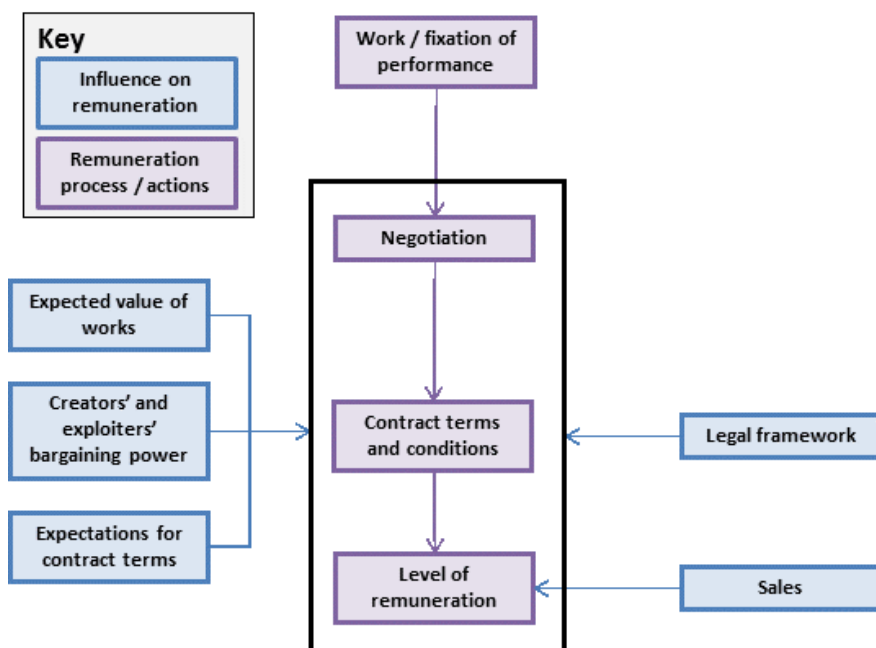 Key
Influence on
remuneration
Remuneration
process / actions
Work / fixation of
performance
Negotiation
Expected value of
works
Creators’ and
exploiters’
bargaining power
Expectations for
contract terms
Contract terms
and conditions
Legal framework
Level of
remuneration
Sales